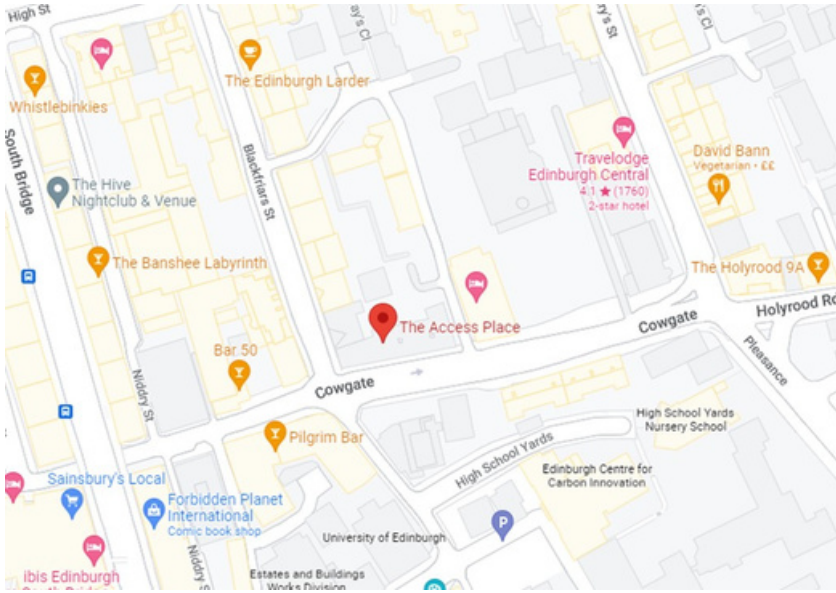 High St
ay's Cl
y's St
The Edinburgh Larder
Whistlebinkies
South Bridge
Blackfriars St
Travelodge
Edinburgh Central
4.1 ★ (1760)
2-star hotel
David Bann
Vegetarian • ££
The Hive
Nightclub & Venue
The Banshee Labyrinth
The Holyrood 9A
The Access Place
Holyrood Rd
Cowgate
Bar 50
Niddry St
Cowgate
Pleasance
Pilgrim Bar
High School Yards
Nursery School
High School Yards
Edinburgh Centre for
Carbon Innovation
Sainsbury's Local
Forbidden Planet
International
Comic book shop
P
University of Edinburgh
Niddry S
ibis Edinburgh
Estates and Buildings
Works Division